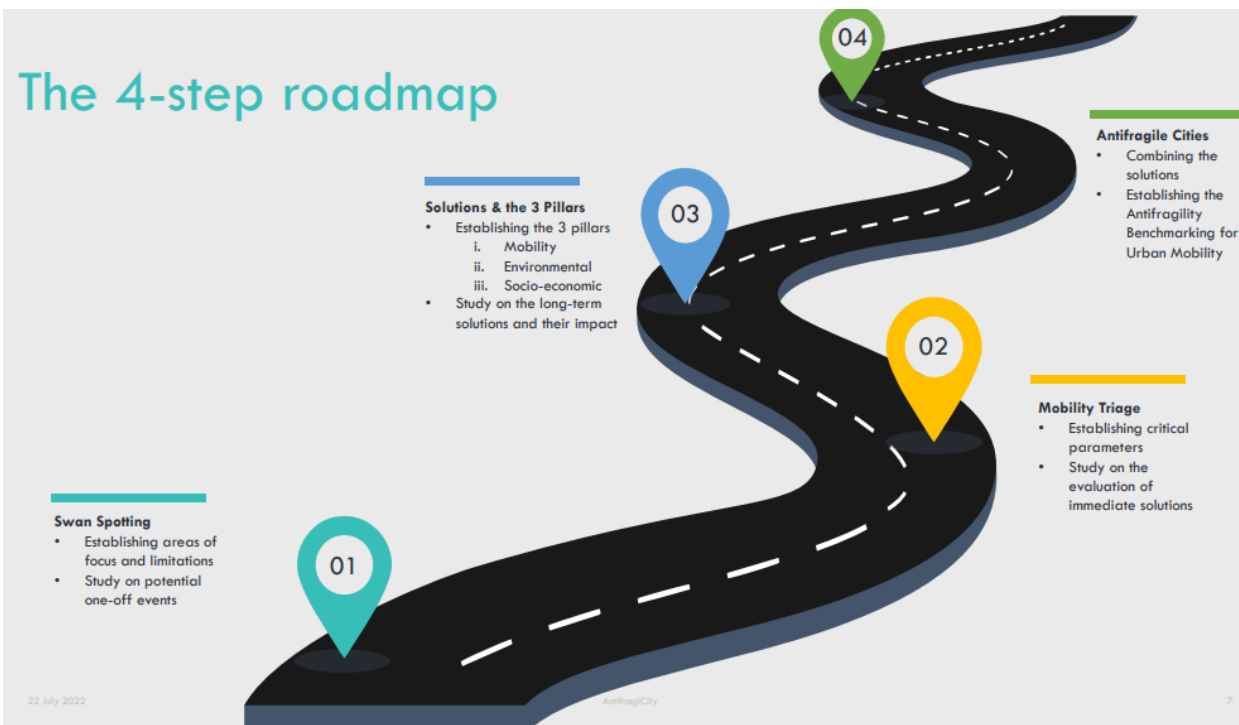 The 4-step roadmap
04
Antifragile Cities
• Combining the
solutions
• Establishing the
Antifragility
Benchmarking for
Urban Mobility
Solutions & the 3 Pillars
• Establishing the 3 pillars
i. Mobility
ii. Environmental
iii. Socio-economic
• Study on the long-term
solutions and their impact
03
02
Mobility Triage
• Establishing critical
parameters
• Study on the
evaluation of
immediate solutions
Swan Spotting
• Establishing areas of
focus and limitations
• Study on potential
one-off events
01
22 July 2022
AntifragiCity
7